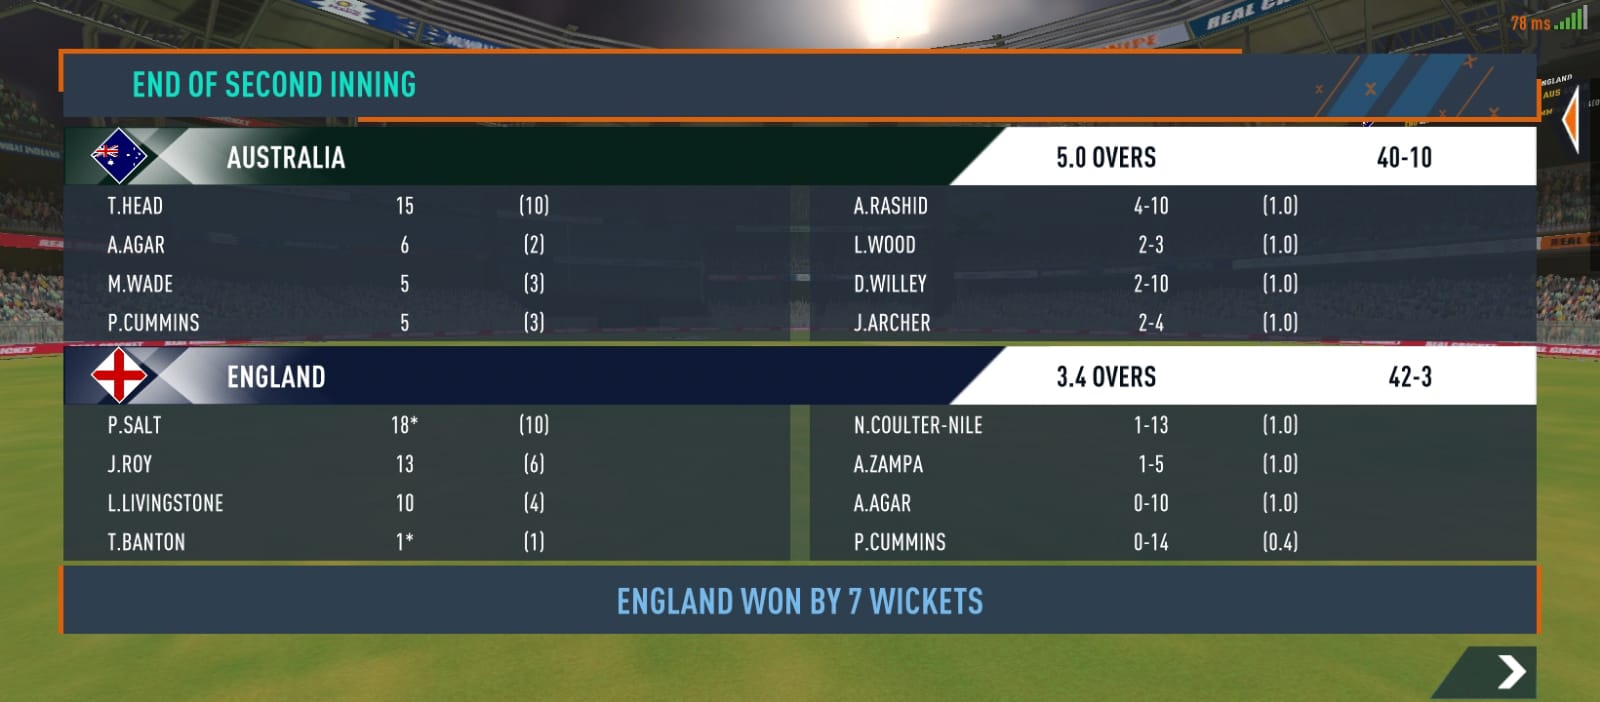 78 ms
END OF SECOND INNING
AUSTRALIA 5.0 OVERS 40-10
T.HEAD 15 (10) A.RASHID 4-10 (1.0)
A.AGAR 6 (2) L.WOOD 2-3 (1.0)
M.WADE 5 (3) D.WILLEY 2-10 (1.0)
P.CUMMINS 5 (3) J.ARCHER 2-4 (1.0)
ENGLAND 3.4 OVERS 42-3
P.SALT 18* (10) N.COULTER-NILE 1-13 (1.0)
J.ROY 13 (6) A.ZAMPA 1-5 (1.0)
L.LIVINGSTONE 10 (4) A.AGAR 0-10 (1.0)
T.BANTON 1* (1) P.CUMMINS 0-14 (0.4)
ENGLAND WON BY 7 WICKETS